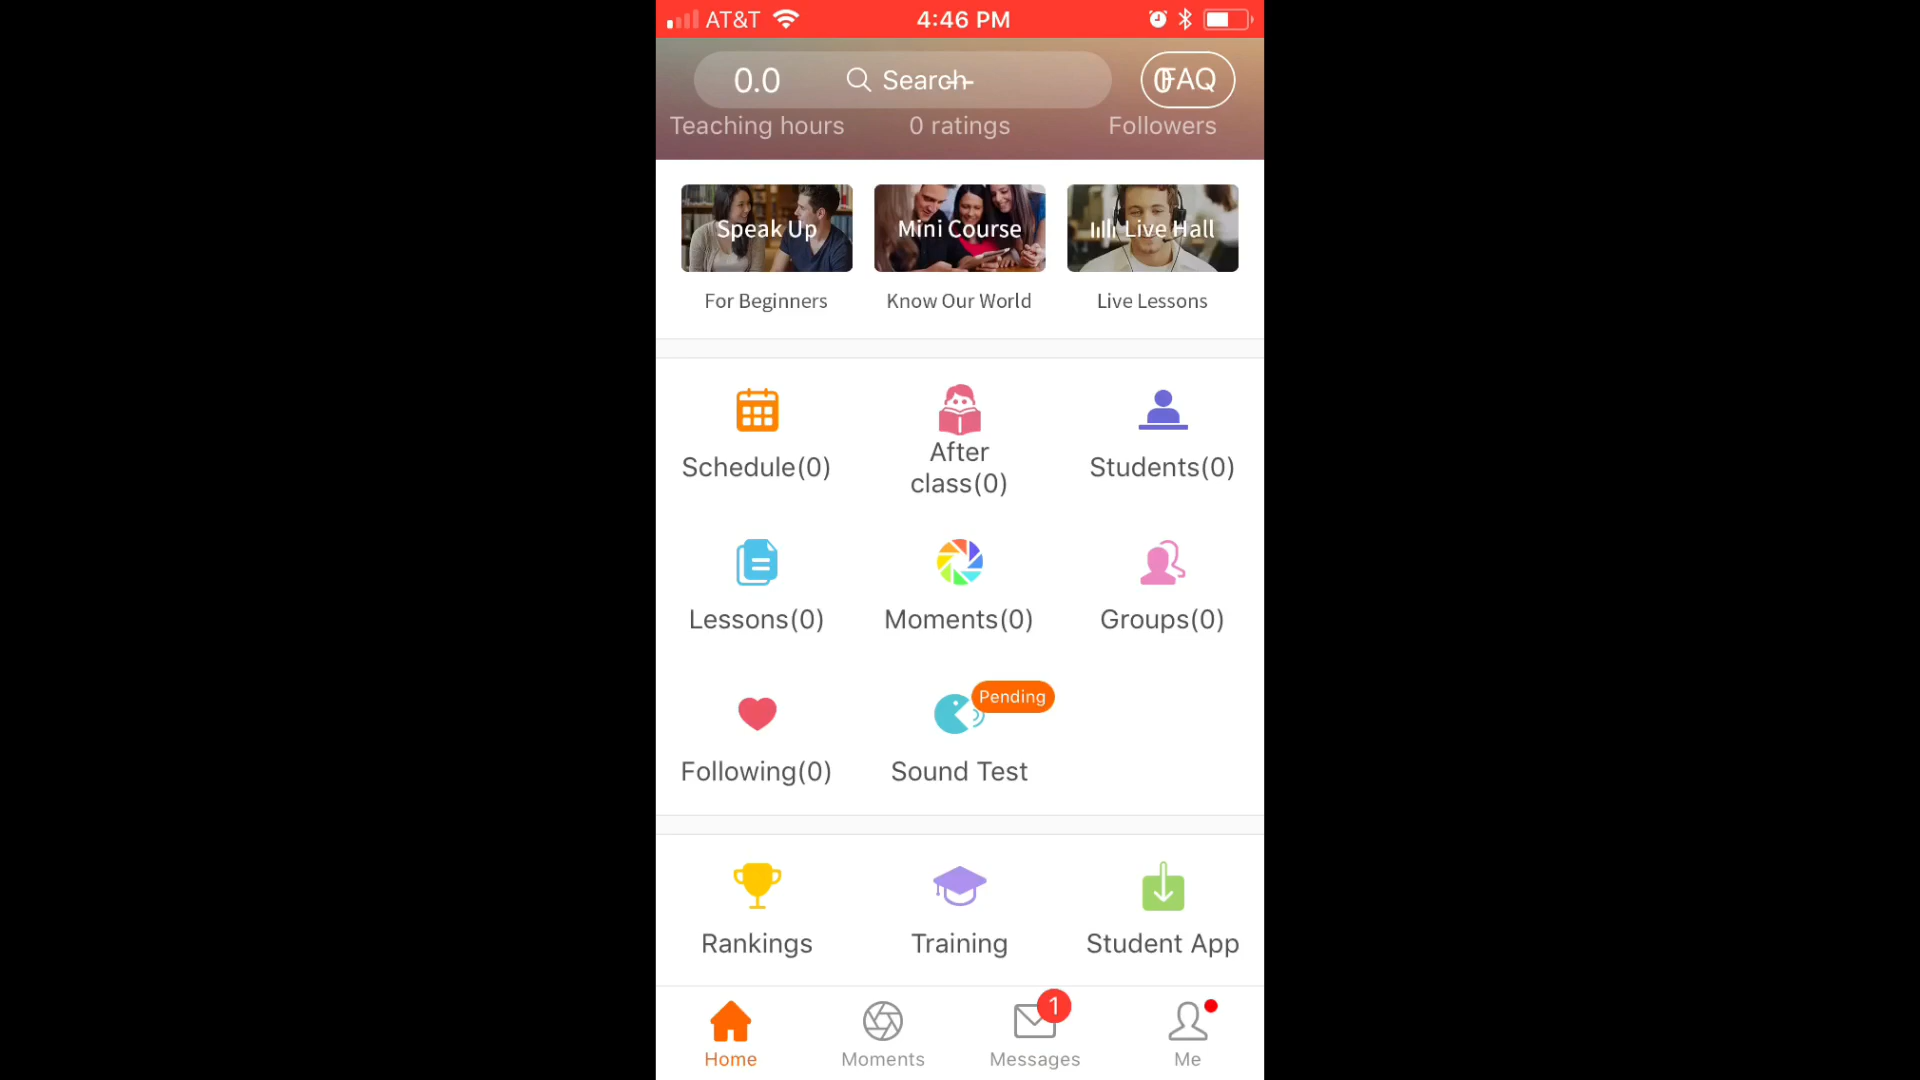 AT&T 4:46 PM
0.0 Search -- 0 FAQ
Teaching hours 0 ratings Followers
Speak Up Mini Course Live Hall
For Beginners Know Our World Live Lessons
Schedule(0) After class(0) Students(0)
Lessons(0) Moments(0) Groups(0)
Pending
Following(0) Sound Test
Rankings Training Student App
1
Home Moments Messages Me